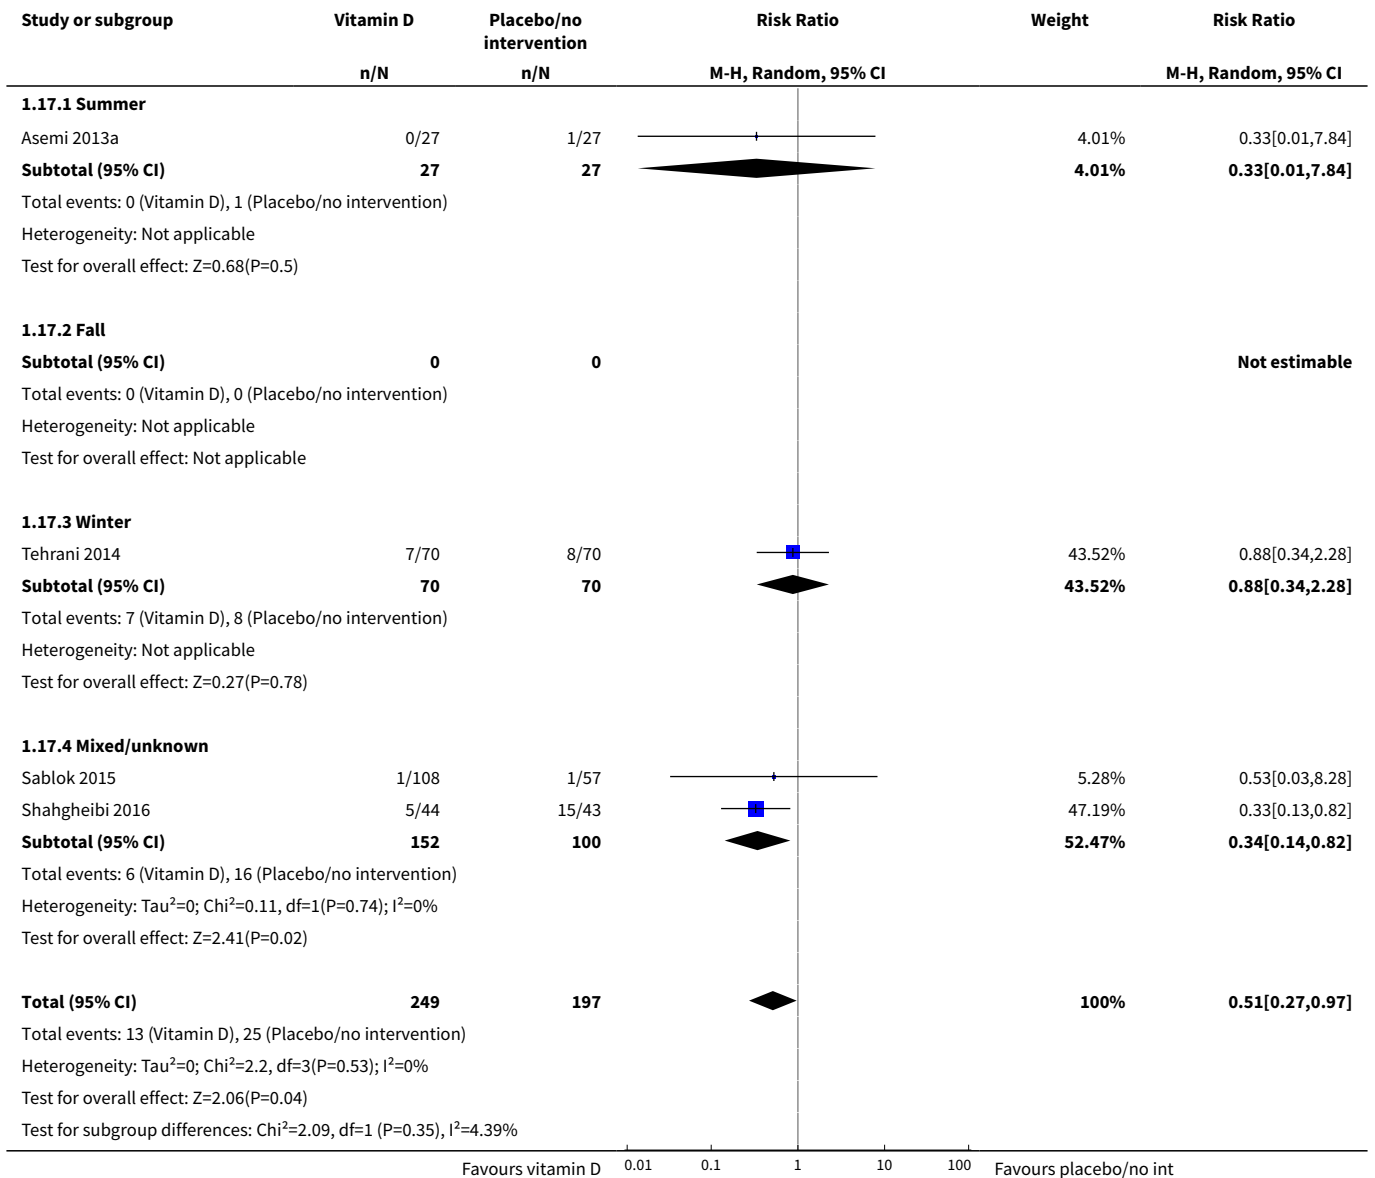 Study or subgroup Vitamin D Placebo/no intervention Risk Ratio Weight Risk Ratio
n/N n/N M-H, Random, 95% CI M-H, Random, 95% CI
1.17.1 Summer
Asemi 2013a 0/27 1/27 4.01% 0.33[0.01,7.84]
Subtotal (95% CI) 27 27 4.01% 0.33[0.01,7.84]
Total events: 0 (Vitamin D), 1 (Placebo/no intervention)
Heterogeneity: Not applicable
Test for overall effect: Z=0.68(P=0.5)
1.17.2 Fall
Subtotal (95% CI) 0 0 Not estimable
Total events: 0 (Vitamin D), 0 (Placebo/no intervention)
Heterogeneity: Not applicable
Test for overall effect: Not applicable
1.17.3 Winter
Tehrani 2014 7/70 8/70 43.52% 0.88[0.34,2.28]
Subtotal (95% CI) 70 70 43.52% 0.88[0.34,2.28]
Total events: 7 (Vitamin D), 8 (Placebo/no intervention)
Heterogeneity: Not applicable
Test for overall effect: Z=0.27(P=0.78)
1.17.4 Mixed/unknown
Sablok 2015 1/108 1/57 5.28% 0.53[0.03,8.28]
Shahgheibi 2016 5/44 15/43 47.19% 0.33[0.13,0.82]
Subtotal (95% CI) 152 100 52.47% 0.34[0.14,0.82]
Total events: 6 (Vitamin D), 16 (Placebo/no intervention)
Heterogeneity: Tau²=0; Chi²=0.11, df=1(P=0.74); I²=0%
Test for overall effect: Z=2.41(P=0.02)
Total (95% CI) 249 197 100% 0.51[0.27,0.97]
Total events: 13 (Vitamin D), 25 (Placebo/no intervention)
Heterogeneity: Tau²=0; Chi²=2.2, df=3(P=0.53); I²=0%
Test for overall effect: Z=2.06(P=0.04)
Test for subgroup differences: Chi²=2.09, df=1 (P=0.35), I²=4.39%
Favours vitamin D 0.01 0.1 1 10 100 Favours placebo/no int